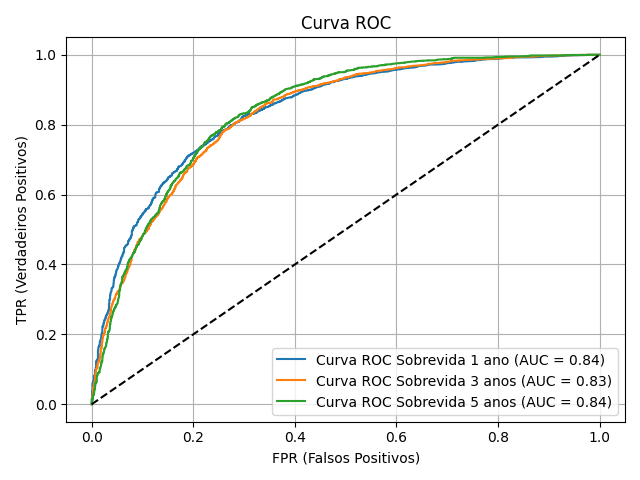 Curva ROC
1.0
0.8
0.6
0.4
0.2
0.0
TPR (Verdadeiros Positivos)
Curva ROC Sobrevida 1 ano (AUC = 0.84)
Curva ROC Sobrevida 3 anos (AUC = 0.83)
Curva ROC Sobrevida 5 anos (AUC = 0.84)
0.0 0.2 0.4 0.6 0.8 1.0
FPR (Falsos Positivos)